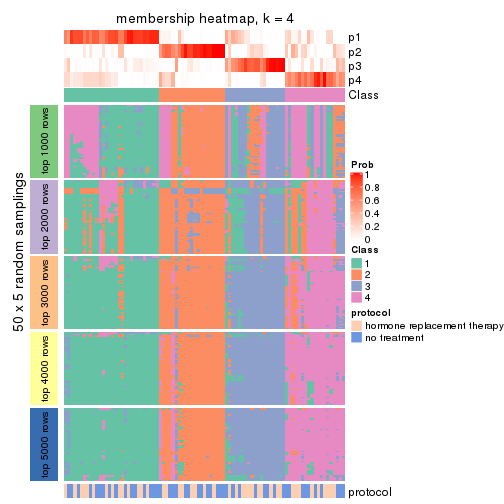 membership heatmap, k = 4
p1
p2
p3
p4
Class
50 x 5 random samplings
top 1000 rows
top 2000 rows
top 3000 rows
top 4000 rows
top 5000 rows
protocol
Prob
1
0.8
0.6
0.4
0.2
0
Class
1
2
3
4
protocol
hormone replacement therapy
no treatment